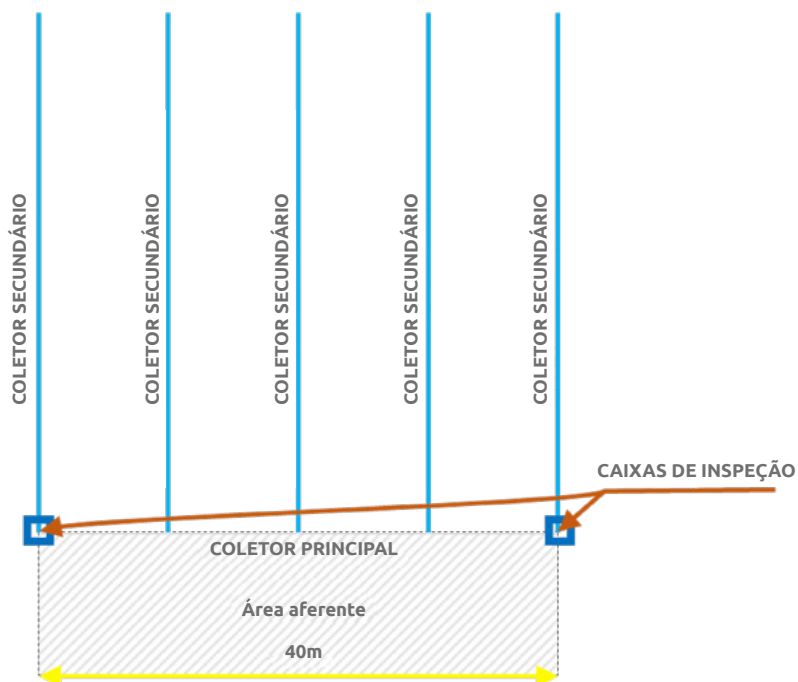 COLETOR SECUNDÁRIO
COLETOR SECUNDÁRIO
COLETOR SECUNDÁRIO
COLETOR SECUNDÁRIO
COLETOR SECUNDÁRIO
CAIXAS DE INSPEÇÃO
COLETOR PRINCIPAL
Área aferente
40m